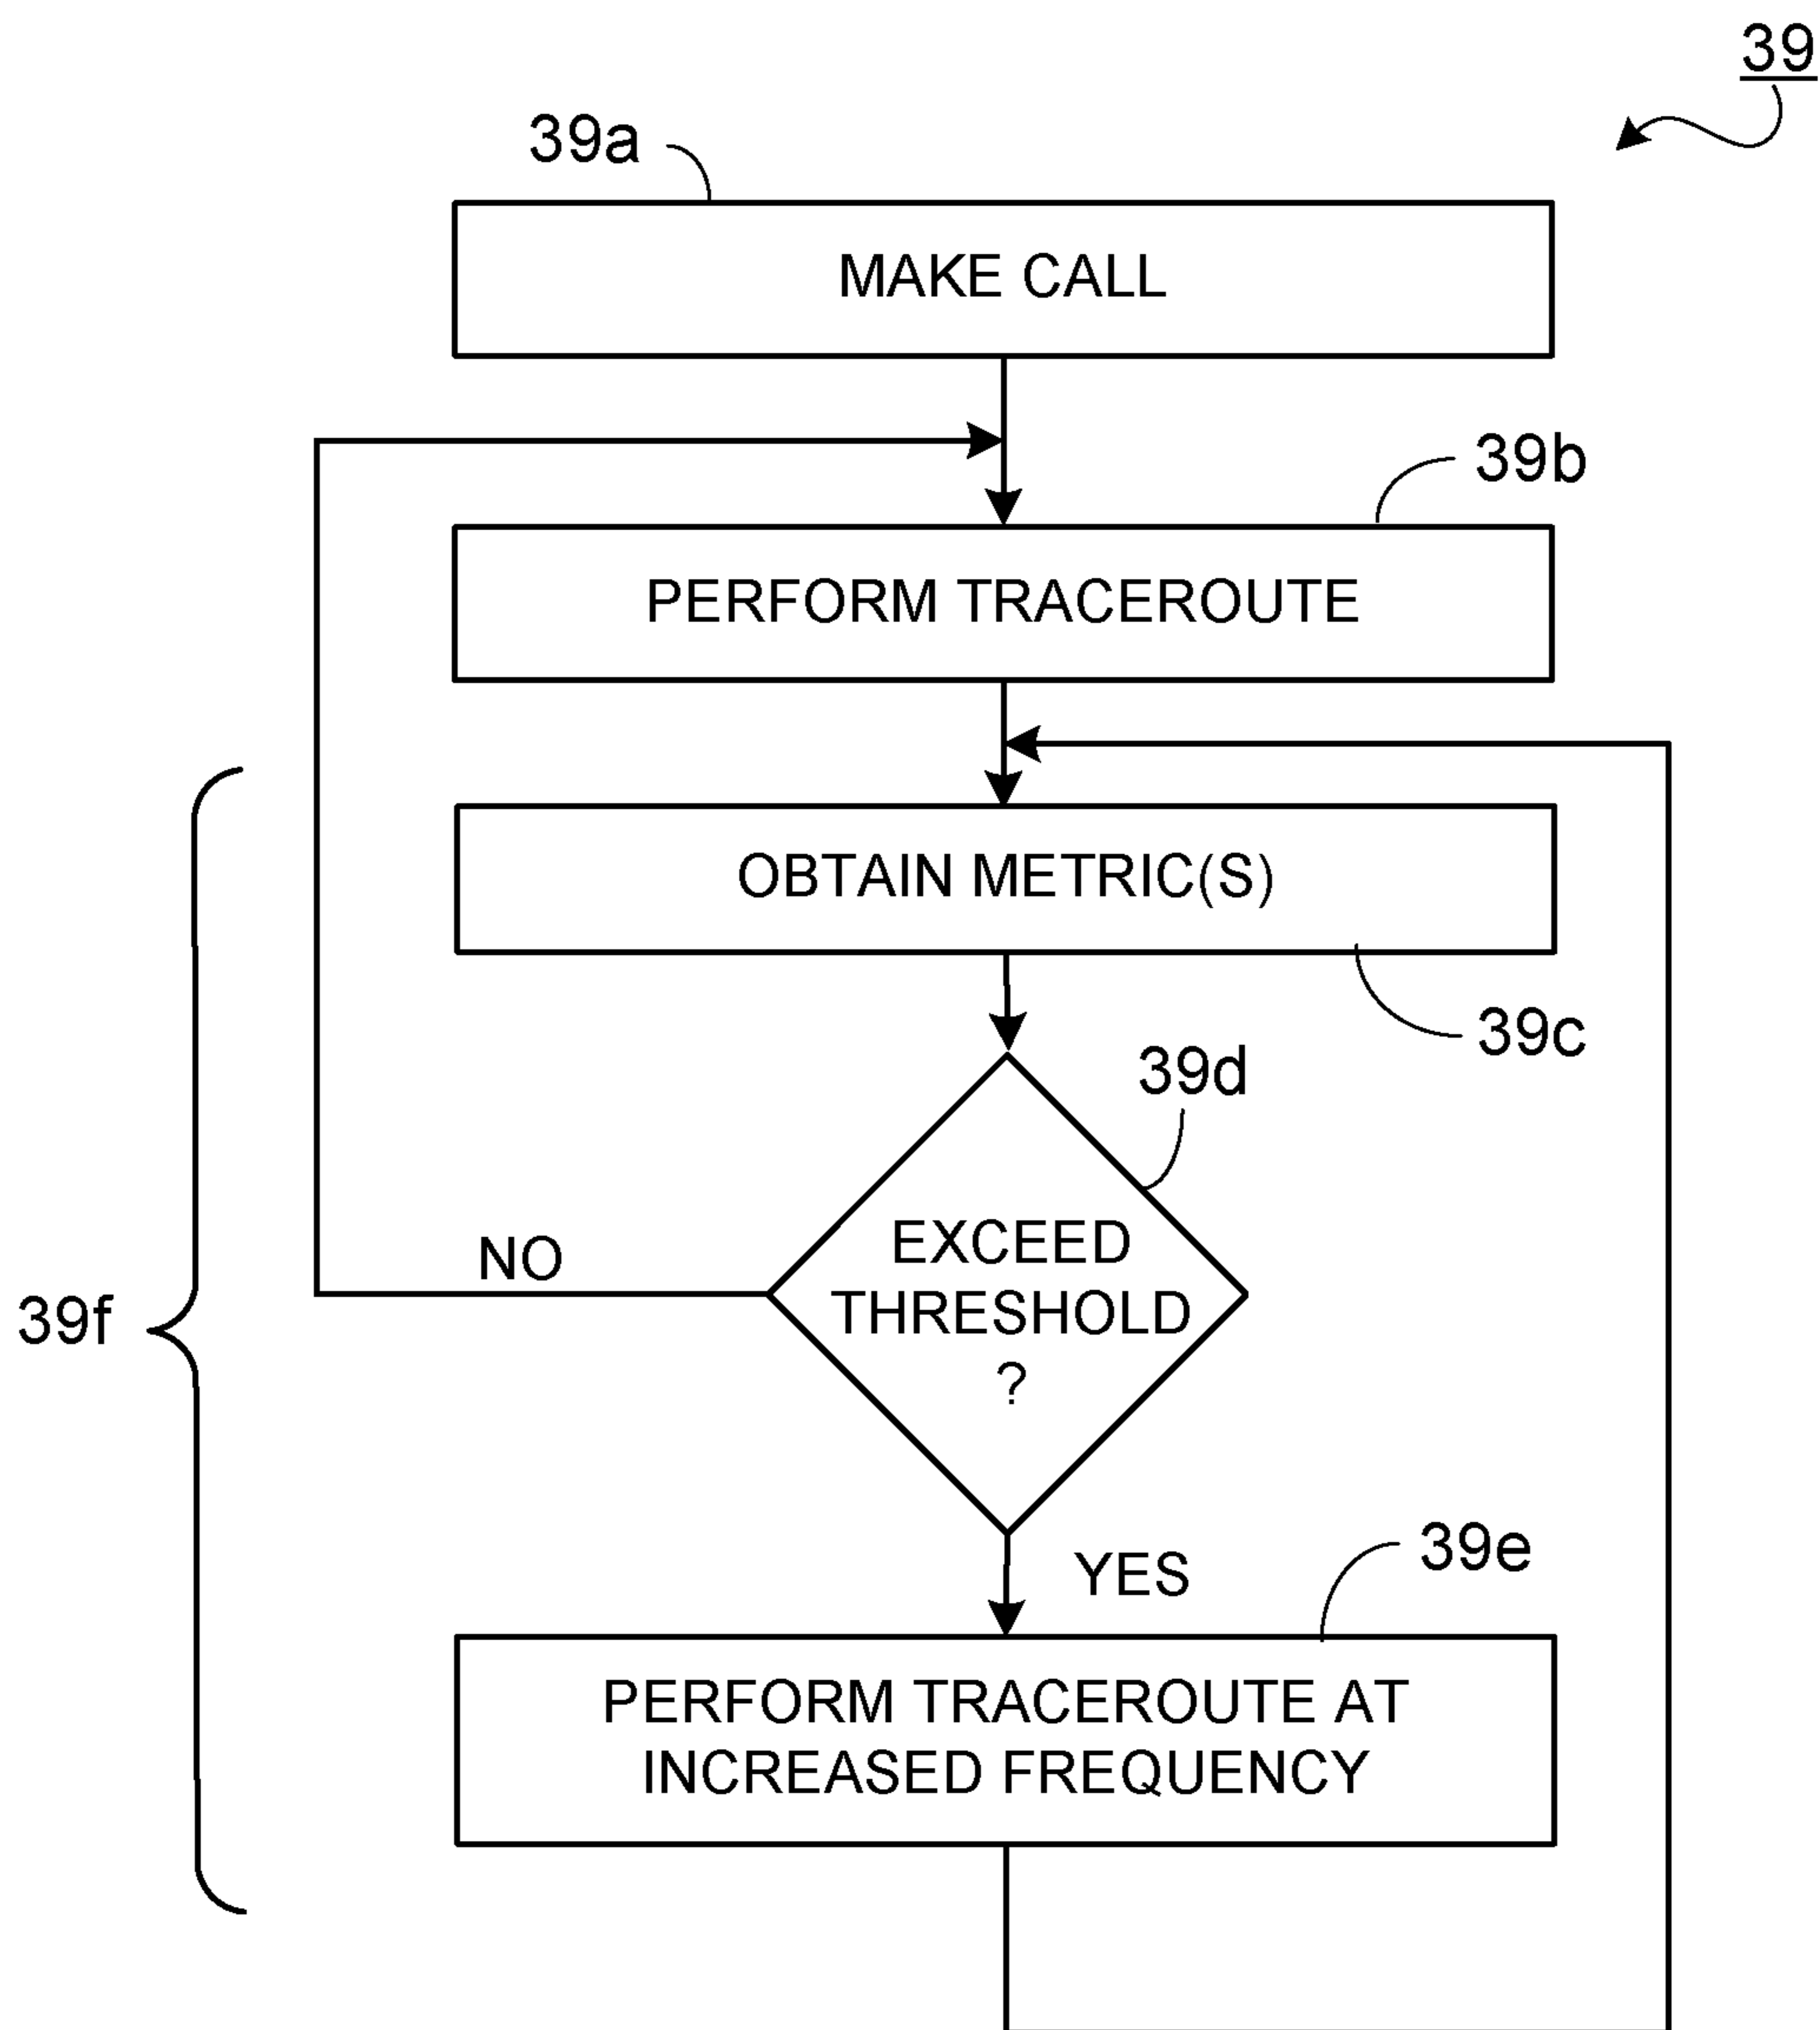 39
39a
MAKE CALL
39b
PERFORM TRACEROUTE
OBTAIN METRIC(S)
39c
39d
EXCEED
THRESHOLD
?
NO
39f
YES
39e
PERFORM TRACEROUTE AT
INCREASED FREQUENCY